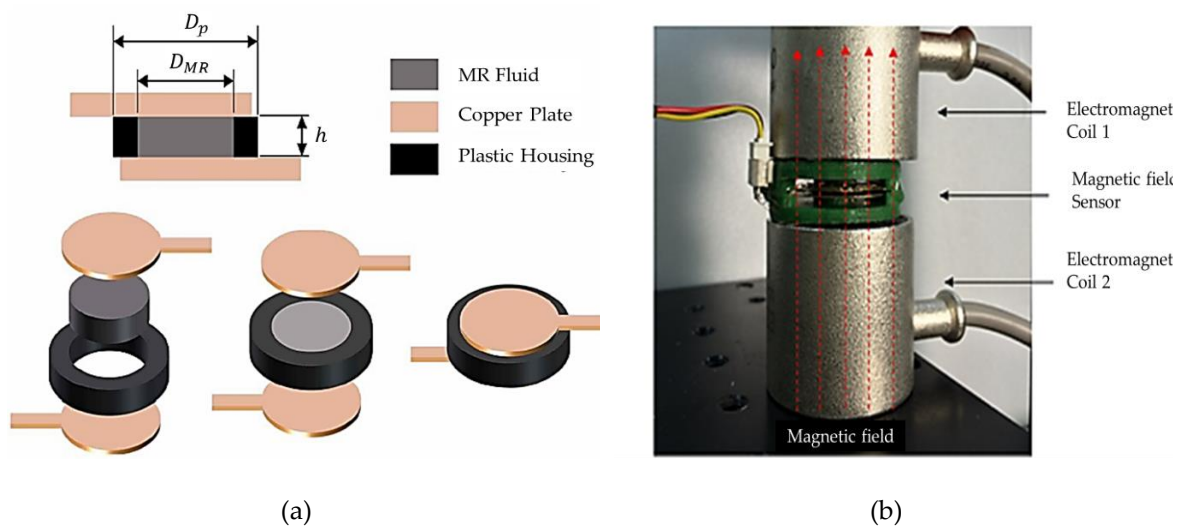 D_p
D_MR
h
MR Fluid
Copper Plate
Plastic Housing
Electromagnet
Coil 1
Magnetic field
Sensor
Electromagnet
Coil 2
Magnetic field
(a)
(b)